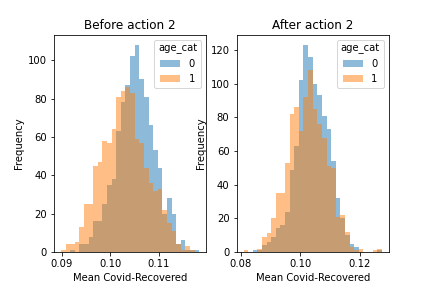 Before action 2
After action 2
Frequency
100
80
60
40
20
0
0.09
0.10
0.11
Mean Covid-Recovered
age_cat
0
1
Frequency
120
100
80
60
40
20
0
0.08
0.10
0.12
Mean Covid-Recovered
age_cat
0
1